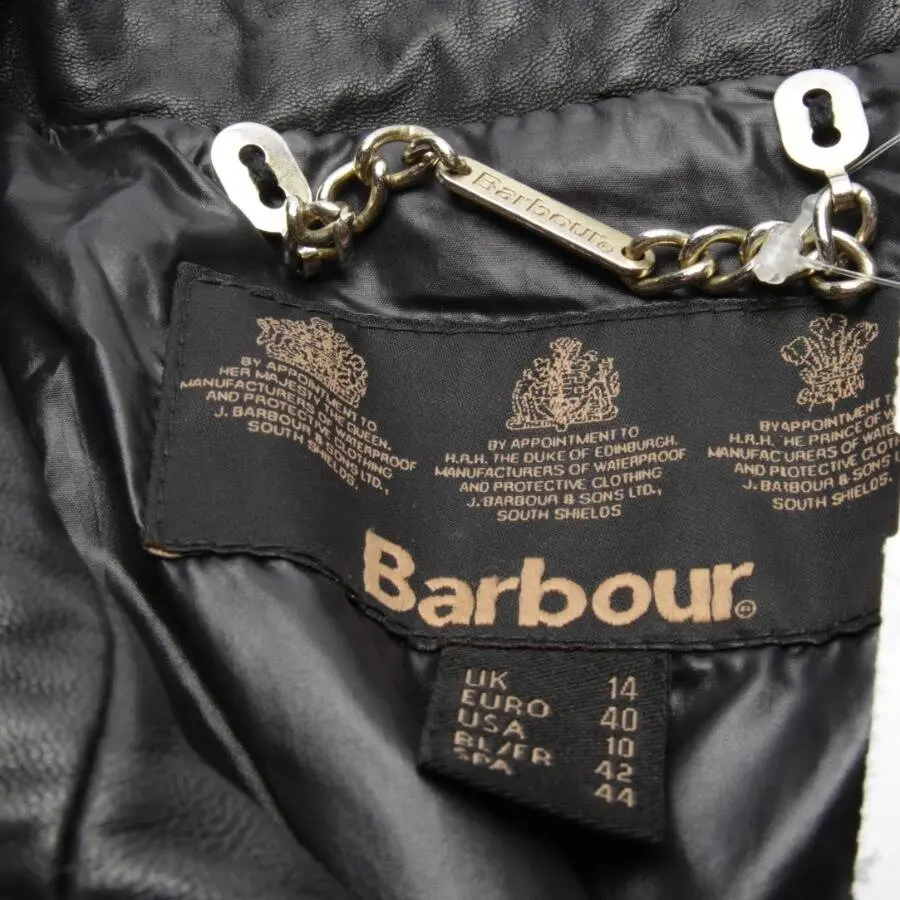 Barbour®
BY APPOINTMENT TO
HER MAJESTY THE QUEEN.
MANUFACTURERS OF WATERPROOF
AND PROTECTIVE CLOTHING
J. BARBOUR & SONS LTD.,
SOUTH SHIELDS.
BY APPOINTMENT TO
H.R.H. THE DUKE OF EDINBURGH.
MANUFACTURERS OF WATERPROOF
AND PROTECTIVE CLOTHING
J. BARBOUR & SONS LTD.,
SOUTH SHIELDS
BY APPOINTMENT
H.R.H. THE PRINCE OF
MANUFACTURERS OF
AND PROTECTIVE
J. BARBOUR & SONS
SOUTH SHIELDS.
Barbour®
UK 14
EURO 40
USA 10
BL/FR 42
SPA 44